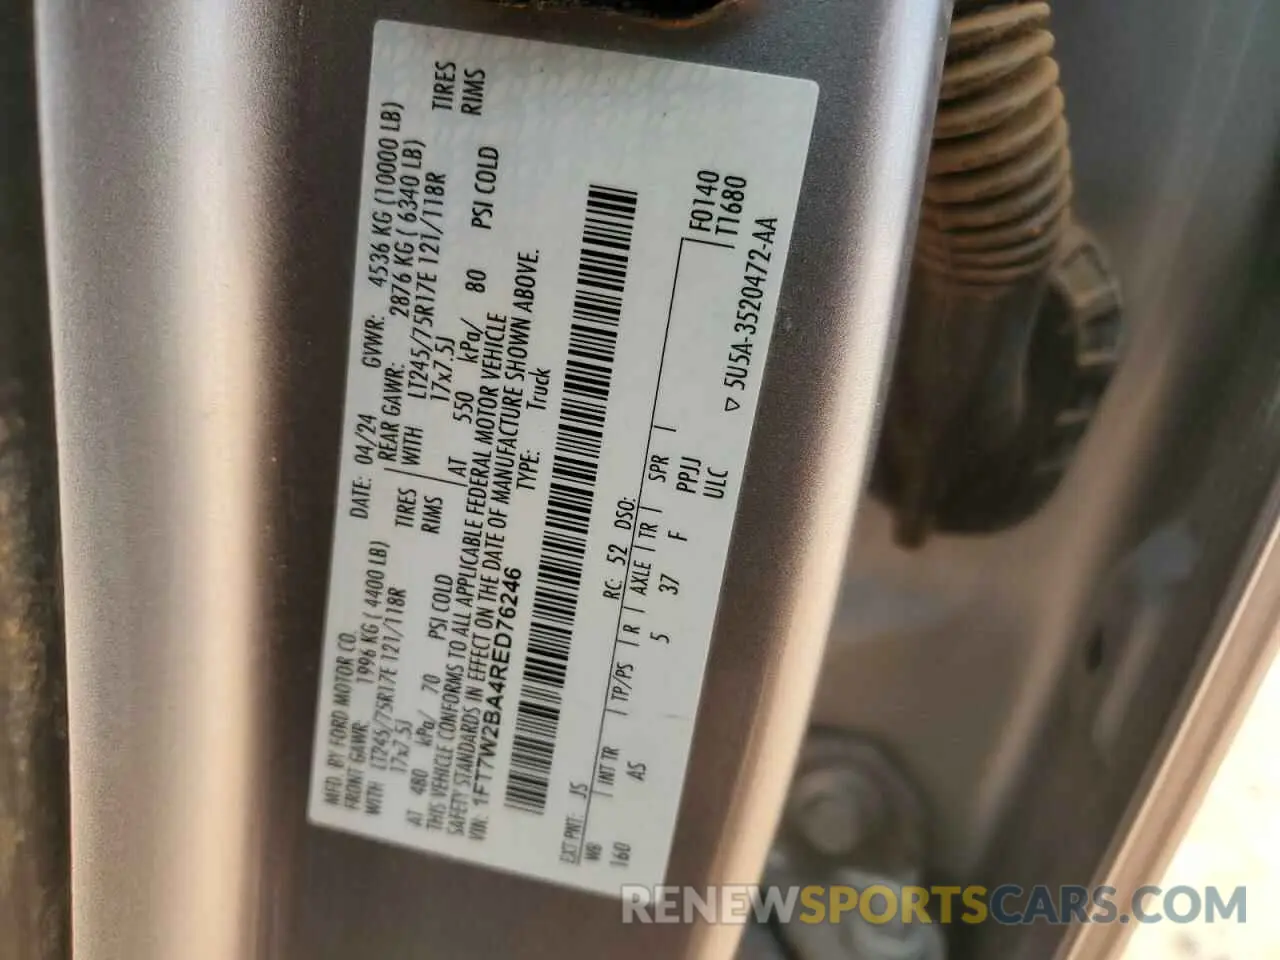 MFD. BY FORD MOTOR CO.
DATE: 04/24 GVWR: 4536 KG (10000 LB)
FRONT GAWR: 1996 KG ( 4400 LB)
REAR GAWR: 2876 KG ( 6340 LB)
WITH LT245/75R17E 121/118R TIRES
WITH LT245/75R17E 121/118R TIRES
17x7.5J RIMS
17x7.5J RIMS
AT 480 kPa/ 70 PSI COLD
AT 550 kPa/ 80 PSI COLD
THIS VEHICLE CONFORMS TO ALL APPLICABLE FEDERAL MOTOR VEHICLE
SAFETY STANDARDS IN EFFECT ON THE DATE OF MANUFACTURE SHOWN ABOVE.
VIN: 1FT7W2BA4RED76246 TYPE: Truck
EXT PNT: JS RC: 52 DSO: F0140
WB INT TR TP/PS R AXLE TR SPR T1680
160 AS 5 37 F PPJJ
ULC
▽ 5U5A-3520472-AA
RENEWSPORTSCARS.COM